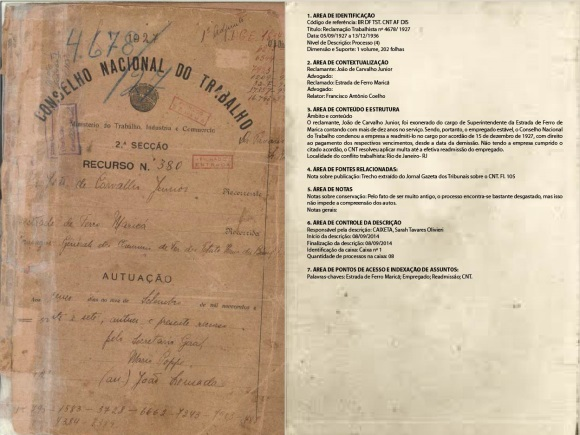 4.678/27
1927
CONSELHO NACIONAL DO TRABALHO
Ministerio do Trabalho, Industria e Commercio
2.ª SECÇÃO
RECURSO N. 380
João de Carvalho Junior
Recorrente
Estrada de Ferro Maricá
Recorrida
AUTUAÇÃO
Aos cinco dias do mez de Setembro de mil novecentos e
vinte e sete, autuei o presente recurso
pelo Secretario Geral
1. ÁREA DE IDENTIFICAÇÃO
Código de referência: BR DF TST. CNT AF DIS
Título: Reclamação Trabalhista nº 4678/ 1927
Data: 05/09/1927 a 13/12/1936
Nível de Descrição: Processo (4)
Dimensão e Suporte: 1 volume, 202 folhas
2. ÁREA DE CONTEXTUALIZAÇÃO
Reclamante: João de Carvalho Junior
Advogado:
Reclamado: Estrada de Ferro Maricá
Advogado:
Relator: Francisco Antônio Coelho
3. ÁREA DE CONTEÚDO E ESTRUTURA
Âmbito e conteúdo
O reclamante, João de Carvalho Junior, foi exonerado do cargo de Superintendente da Estrada de Ferro de
Maricá contando com mais de dez anos no serviço. Sendo, portanto, o empregado estável, o Conselho Nacional
do Trabalho condenou a empresa a readmiti-lo no cargo por acórdão de 15 de dezembro de 1927, com direito
ao pagamento dos respectivos vencimentos, desde a data da demissão. Não tendo a empresa cumprido o
citado acordão, o CNT resolveu aplicar multa até a efetiva readmissão do empregado.
Localidade do conflito trabalhista: Rio de Janeiro- RJ
4. ÁREA DE FONTES RELACIONADAS:
Nota sobre publicação: Trecho extraído do Jornal Gazeta dos Tribunais sobre o CNT. Fl. 105
5. ÁREA DE NOTAS
Notas sobre conservação: Pelo fato de ser muito antigo, o processo encontra-se bastante desgastado, mas isso
não impede a compreensão dos autos.
Notas gerais:
6. ÁREA DE CONTROLE DA DESCRIÇÃO
Responsável pela descrição: CAIXETA, Sarah Tavares Olivieri
Início da descrição: 08/09/2014
Finalização da descrição: 08/09/2014
Identificação da caixa: Caixa nº 1
Quantidade de processos na caixa: 08
7. ÁREA DE PONTOS DE ACESSO E INDEXAÇÃO DE ASSUNTOS:
Palavras-chaves: Estrada de Ferro Maricá; Empregado; Readmissão; CNT.